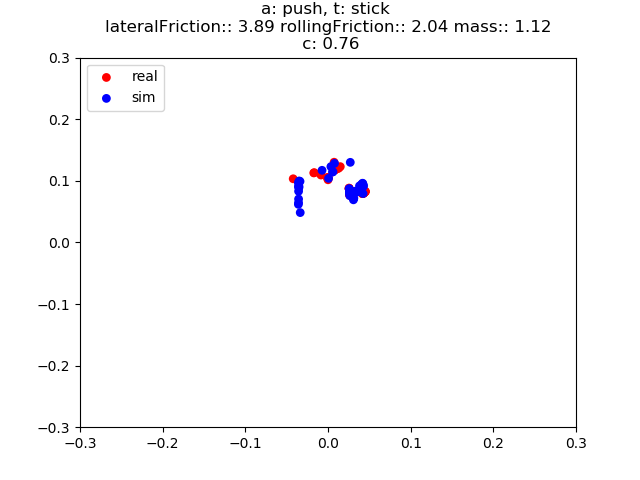 a: push, t: stick
lateralFriction:: 3.89 rollingFriction:: 2.04 mass:: 1.12
c: 0.76
real
sim
0.3
0.2
0.1
0.0
−0.1
−0.2
−0.3
−0.3
−0.2
−0.1
0.0
0.1
0.2
0.3